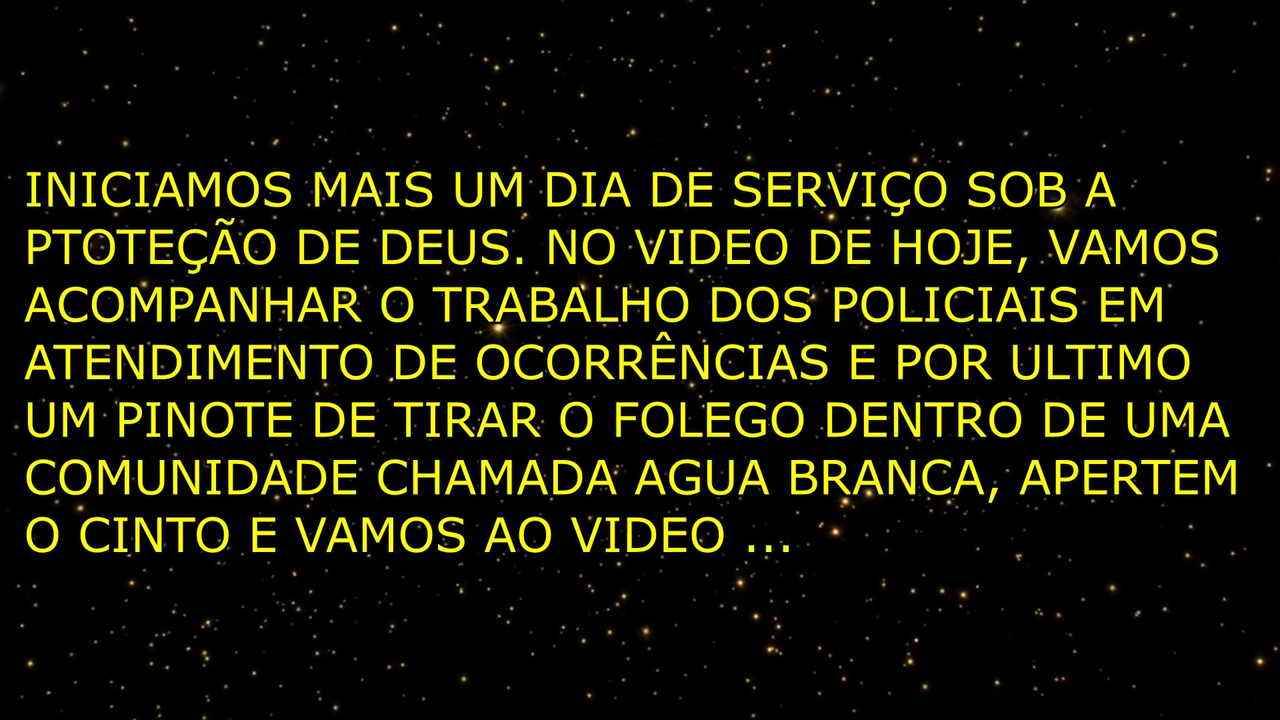 INICIAMOS MAIS UM DIA DE SERVIÇO SOB A
PTOTEÇÃO DE DEUS. NO VIDEO DE HOJE, VAMOS
ACOMPANHAR O TRABALHO DOS POLICIAIS EM
ATENDIMENTO DE OCORRÊNCIAS E POR ULTIMO
UM PINOTE DE TIRAR O FOLEGO DENTRO DE UMA
COMUNIDADE CHAMADA AGUA BRANCA, APERTEM
O CINTO E VAMOS AO VIDEO ...